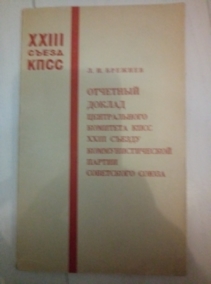 XXIII
СЪЕЗД
КПСС
Л. И. БРЕЖНЕВ
ОТЧЕТНЫЙ
ДОКЛАД
ЦЕНТРАЛЬНОГО
КОМИТЕТА КПСС
XXIII СЪЕЗДУ
КОММУНИСТИЧЕСКОЙ
ПАРТИИ
СОВЕТСКОГО СОЮЗА